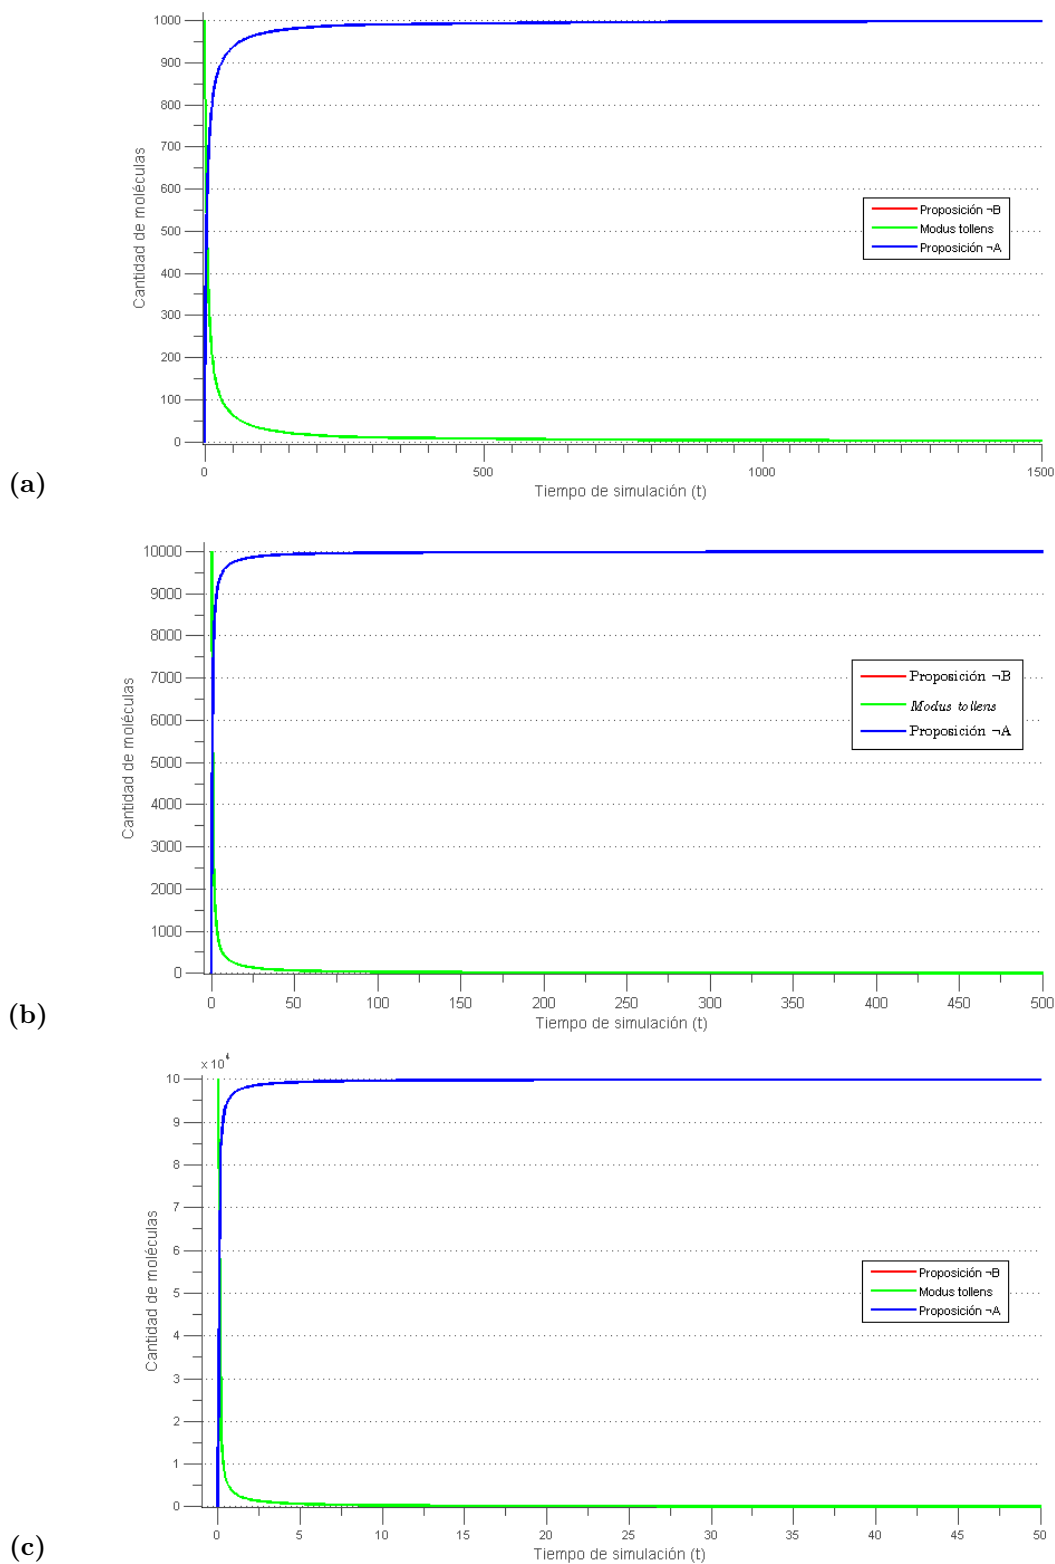 1000
900
800
700
600
500
400
300
200
100
0
Cantidad de moléculas
Proposición ¬B
Modus tollens
Proposición ¬A
0 500 1000 1500
Tiempo de simulación (t)
(a)
10000
9000
8000
7000
6000
5000
4000
3000
2000
1000
0
Cantidad de moléculas
Proposición ¬B
Modus tollens
Proposición ¬A
0 50 100 150 200 250 300 350 400 450 500
Tiempo de simulación (t)
(b)
x 10⁴
10
9
8
7
6
5
4
3
2
1
0
Cantidad de moléculas
Proposición ¬B
Modus tollens
Proposición ¬A
0 5 10 15 20 25 30 35 40 45 50
Tiempo de simulación (t)
(c)